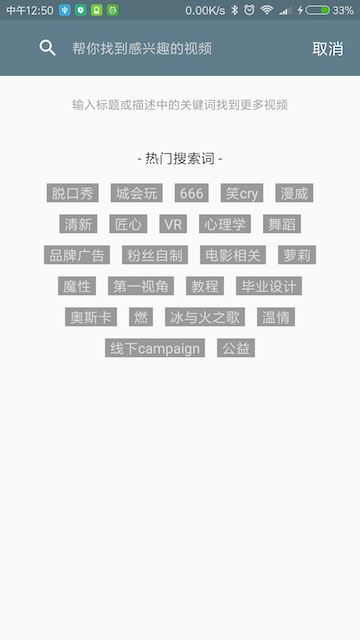 中午12:50 0.00K/s 33%
帮你找到感兴趣的视频 取消
输入标题或描述中的关键词找到更多视频
- 热门搜索词 -
脱口秀 城会玩 666 笑cry 漫威
清新 匠心 VR 心理学 舞蹈
品牌广告 粉丝自制 电影相关 萝莉
魔性 第一视角 教程 毕业设计
奥斯卡 燃 冰与火之歌 温情
线下campaign 公益